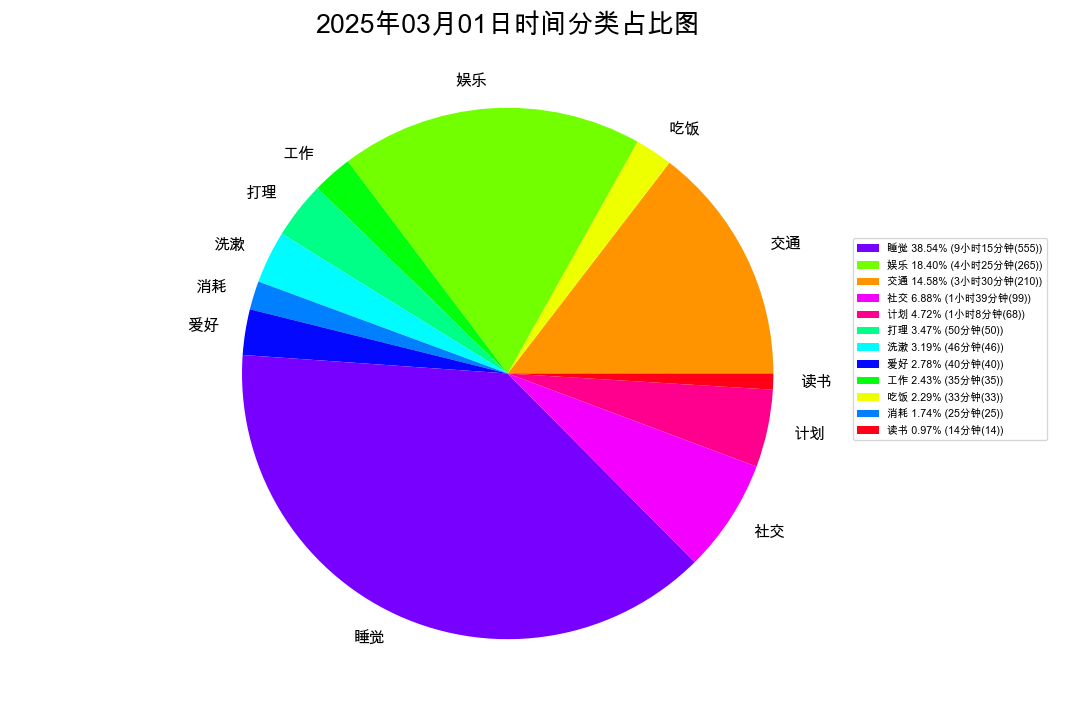 2025年03月01日时间分类占比图
娱乐
吃饭
工作
打理
交通
洗漱
消耗
爱好
读书
计划
社交
睡觉
睡觉 38.54% (9小时15分钟(555))
娱乐 18.40% (4小时25分钟(265))
交通 14.58% (3小时30分钟(210))
社交 6.88% (1小时39分钟(99))
计划 4.72% (1小时8分钟(68))
打理 3.47% (50分钟(50))
洗漱 3.19% (46分钟(46))
爱好 2.78% (40分钟(40))
工作 2.43% (35分钟(35))
吃饭 2.29% (33分钟(33))
消耗 1.74% (25分钟(25))
读书 0.97% (14分钟(14))